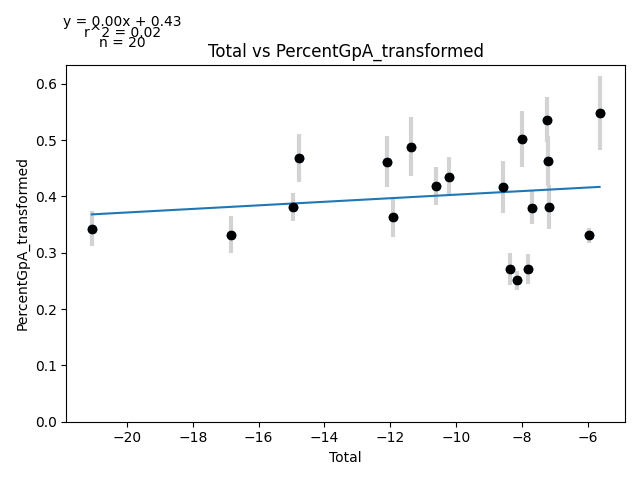 y = 0.00x + 0.43
r^2 = 0.02
n = 20
Total vs PercentGpA_transformed
PercentGpA_transformed
0.6
0.5
0.4
0.3
0.2
0.1
0.0
−20
−18
−16
−14
−12
−10
−8
−6
Total